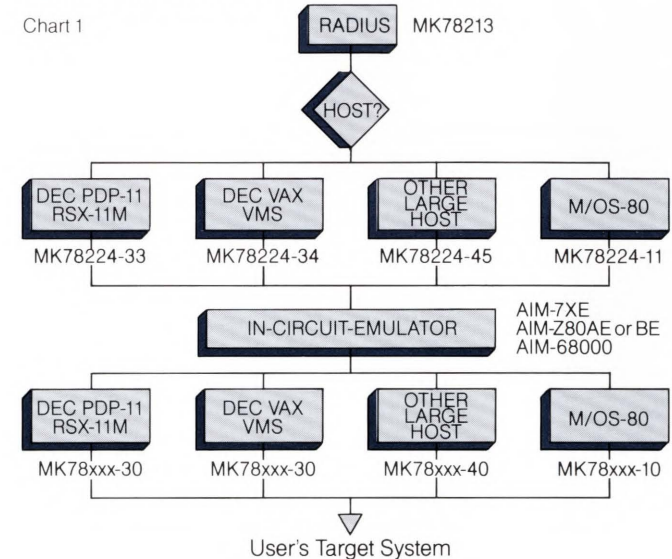 Chart 1
RADIUS
MK78213
HOST?
DEC PDP-11
RSX-11M
DEC VAX
VMS
OTHER
LARGE
HOST
M/OS-80
MK78224-33
MK78224-34
MK78224-45
MK78224-11
IN-CIRCUIT-EMULATOR
AIM-7XE
AIM-Z80AE or BE
AIM-68000
DEC PDP-11
RSX-11M
DEC VAX
VMS
OTHER
LARGE
HOST
M/OS-80
MK78xxx-30
MK78xxx-30
MK78xxx-40
MK78xxx-10
User's Target System